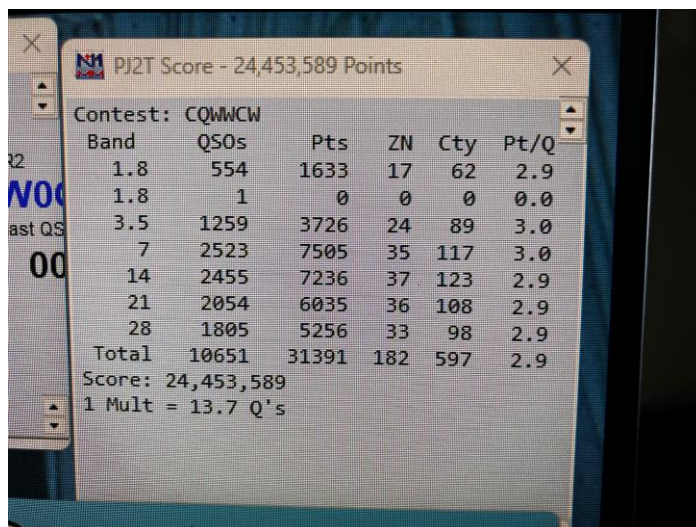 PJ2T Score - 24,453,589 Points
Contest: CQWWCW
Band QSOs Pts ZN Cty Pt/Q
1.8 554 1633 17 62 2.9
1.8 1 0 0 0 0.0
3.5 1259 3726 24 89 3.0
7 2523 7505 35 117 3.0
14 2455 7236 37 123 2.9
21 2054 6035 36 108 2.9
28 1805 5256 33 98 2.9
Total 10651 31391 182 597 2.9
Score: 24,453,589
1 Mult = 13.7 Q's
ast QS
00